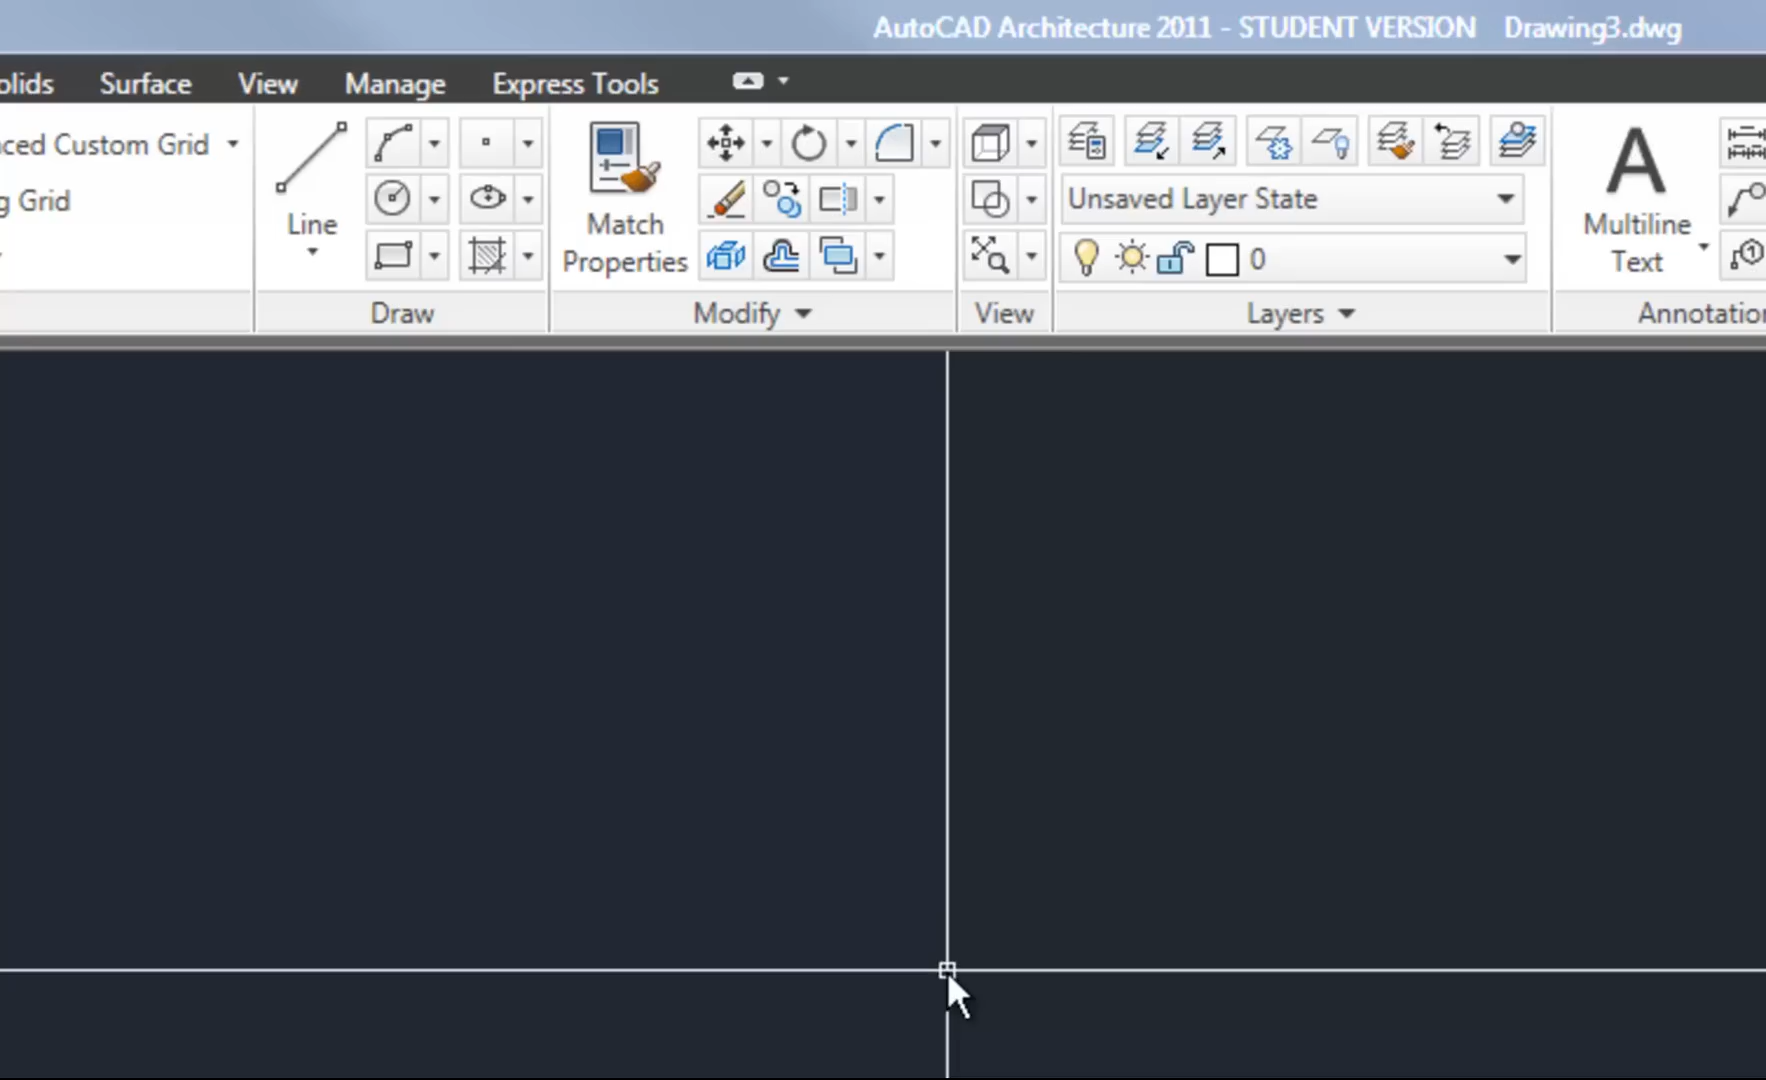 AutoCAD Architecture 2011 - STUDENT VERSION Drawing3.dwg
olids Surface View Manage Express Tools
ced Custom Grid
g Grid
Line
Match
Properties
Unsaved Layer State
0
A
Multiline
Text
Draw Modify View Layers Annotation